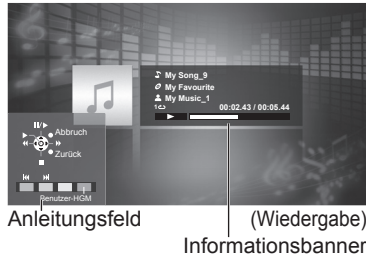 My Song_9
My Favourite
My Music_1
00:02.43 / 00:05.44
Abbruch
Zurück
Benutzer-HGM
Anleitungsfeld
(Wiedergabe)
Informationsbanner